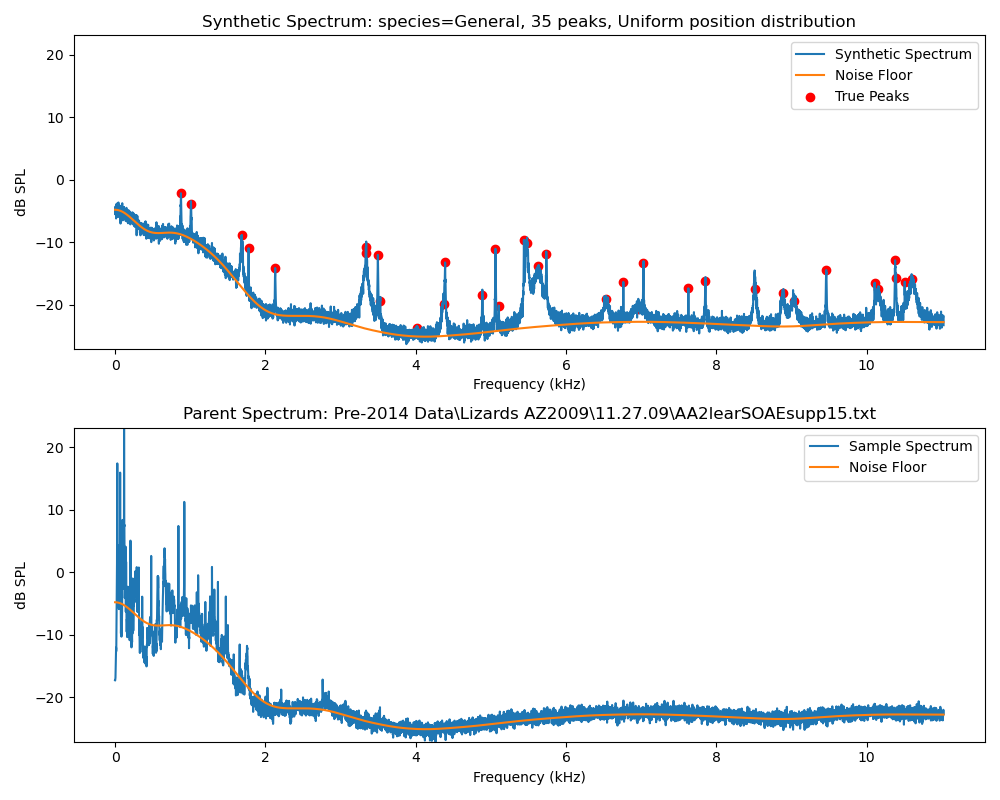 Synthetic Spectrum: species=General, 35 peaks, Uniform position distribution
20
10
0
−10
−20
dB SPL
Synthetic Spectrum
Noise Floor
True Peaks
0 2 4 6 8 10
Frequency (kHz)
Parent Spectrum: Pre-2014 Data\Lizards AZ2009\11.27.09\AA2learSOAEsupp15.txt
20
10
0
−10
−20
dB SPL
Sample Spectrum
Noise Floor
0 2 4 6 8 10
Frequency (kHz)